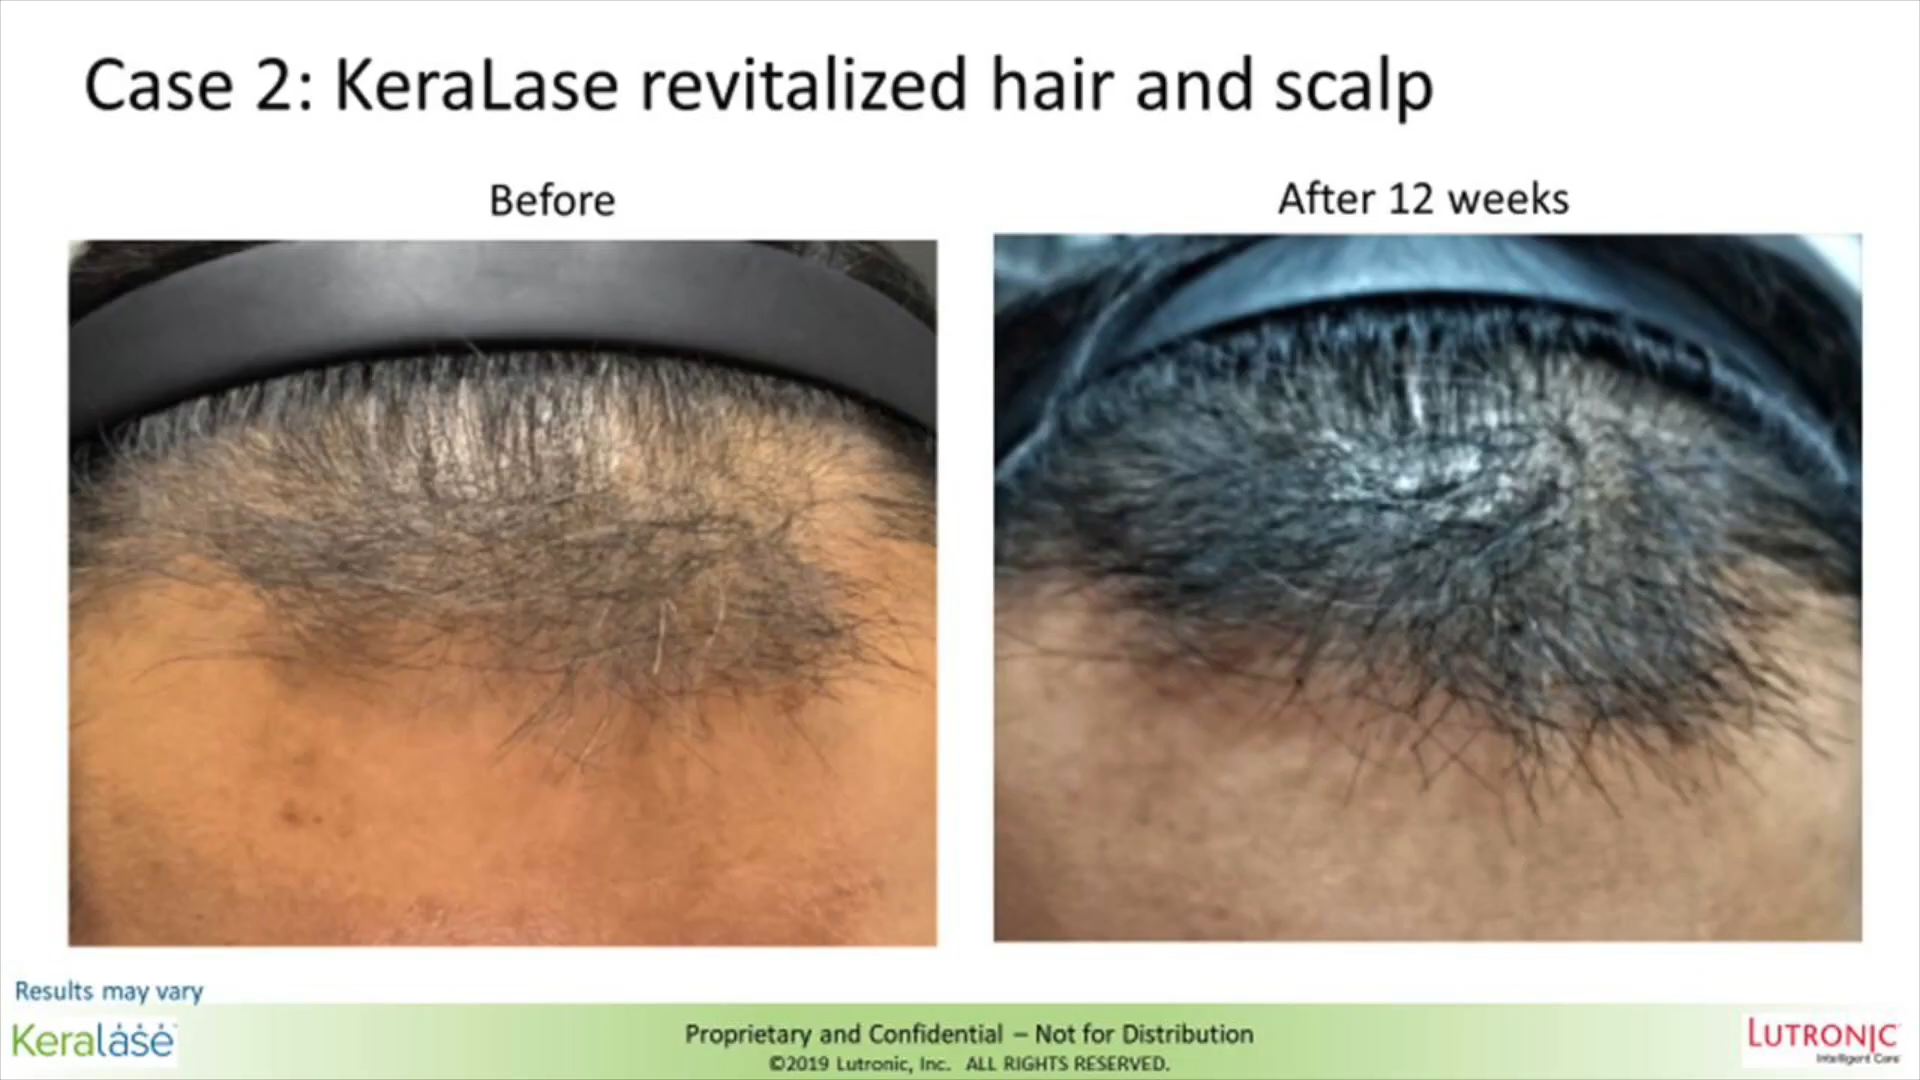 Case 2: KeraLase revitalized hair and scalp
Before
After 12 weeks
Results may vary
Keralase
Proprietary and Confidential – Not for Distribution
©2019 Lutronic, Inc. ALL RIGHTS RESERVED.
LUTRONIC
Intelligent Care